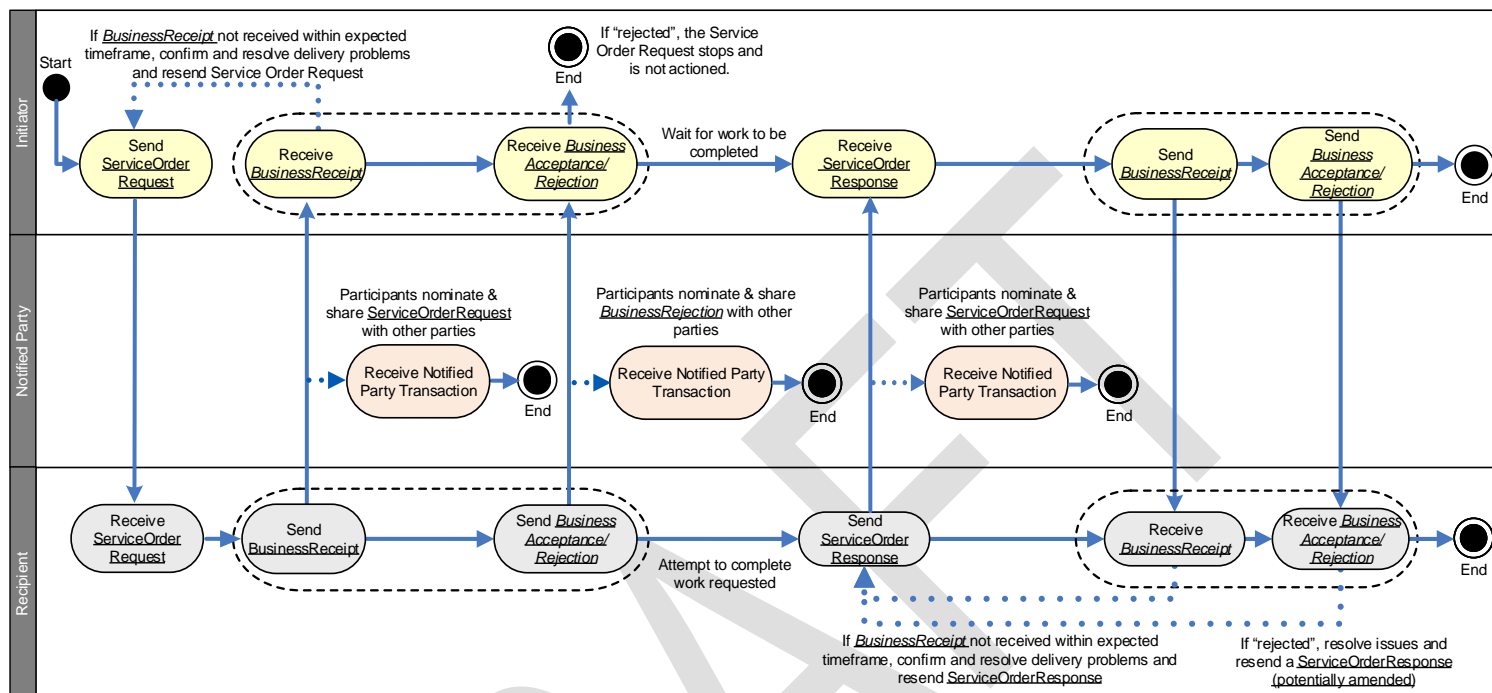 Initiator
If BusinessReceipt not received within expected
timeframe, confirm and resolve delivery problems
and resend Service Order Request
Start
If “rejected”, the Service
Order Request stops and
is not actioned.
End
Send
ServiceOrder
Request
Receive
BusinessReceipt
Receive Business
Acceptance/
Rejection
Wait for work to be
completed
Receive
ServiceOrder
Response
Send
BusinessReceipt
Send
Business
Acceptance/
Rejection
End
Notified Party
Participants nominate &
share ServiceOrderRequest
with other parties
Receive Notified
Party Transaction
End
Participants nominate & share
BusinessRejection with other
parties
Receive Notified Party
Transaction
End
Participants nominate &
share ServiceOrderRequest
with other parties
Receive Notified
Party Transaction
End
Recipient
Receive
ServiceOrder
Request
Send
BusinessReceipt
Send Business
Acceptance/
Rejection
Attempt to complete
work requested
Send
ServiceOrder
Response
Receive
BusinessReceipt
Receive Business
Acceptance/
Rejection
End
If BusinessReceipt not received within expected
timeframe, confirm and resolve delivery problems and
resend ServiceOrderResponse
If “rejected”, resolve issues and
resend a ServiceOrderResponse
(potentially amended)